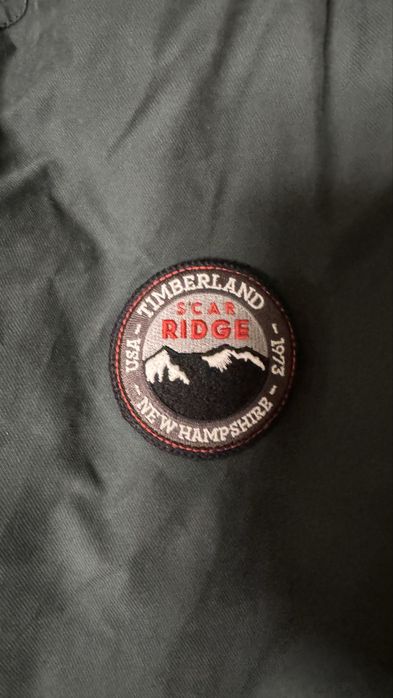 TIMBERLAND
SCAR
RIDGE
USA - - 1973 -
NEW HAMPSHIRE